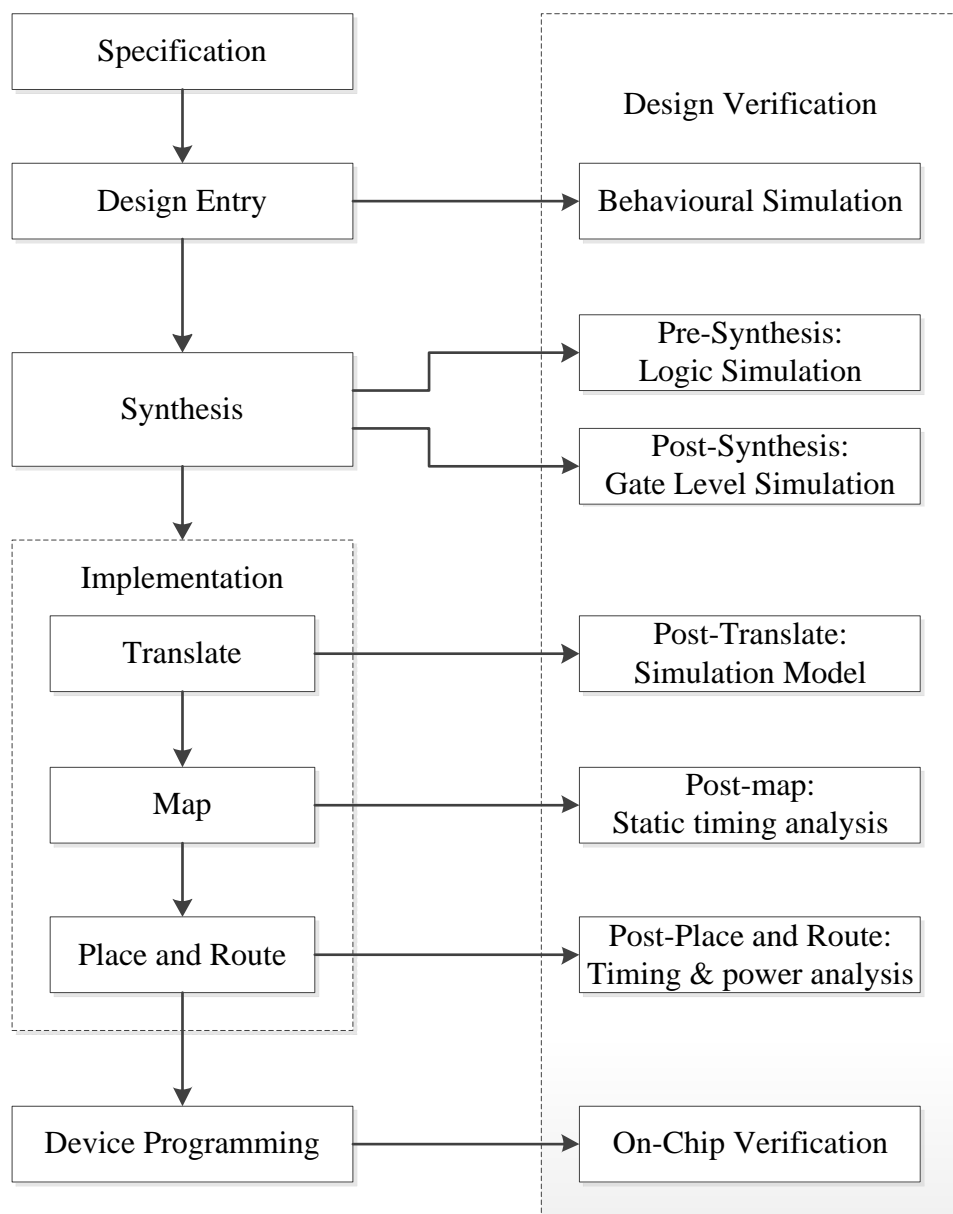 Specification
Design Verification
Design Entry
Behavioural Simulation
Pre-Synthesis:
Logic Simulation
Synthesis
Post-Synthesis:
Gate Level Simulation
Implementation
Translate
Post-Translate:
Simulation Model
Map
Post-map:
Static timing analysis
Place and Route
Post-Place and Route:
Timing & power analysis
Device Programming
On-Chip Verification